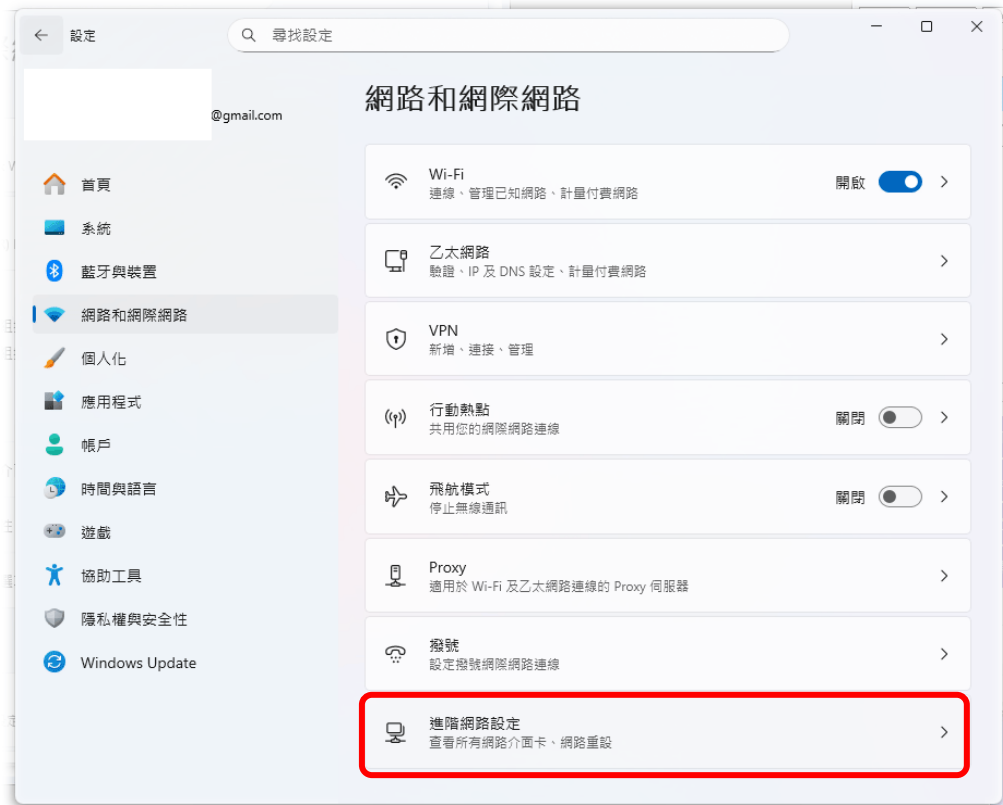 設定
尋找設定
@gmail.com
首頁
系統
藍牙與裝置
網路和網際網路
個人化
應用程式
帳戶
時間與語言
遊戲
協助工具
隱私權與安全性
Windows Update
網路和網際網路
Wi-Fi
連線、管理已知網路、計量付費網路
開啟
乙太網路
驗證、IP 及 DNS 設定、計量付費網路
VPN
新增、連接、管理
行動熱點
共用您的網際網路連線
關閉
飛航模式
停止無線通訊
關閉
Proxy
適用於 Wi-Fi 及乙太網路連線的 Proxy 伺服器
撥號
設定撥號網際網路連線
進階網路設定
查看所有網路介面卡、網路重設